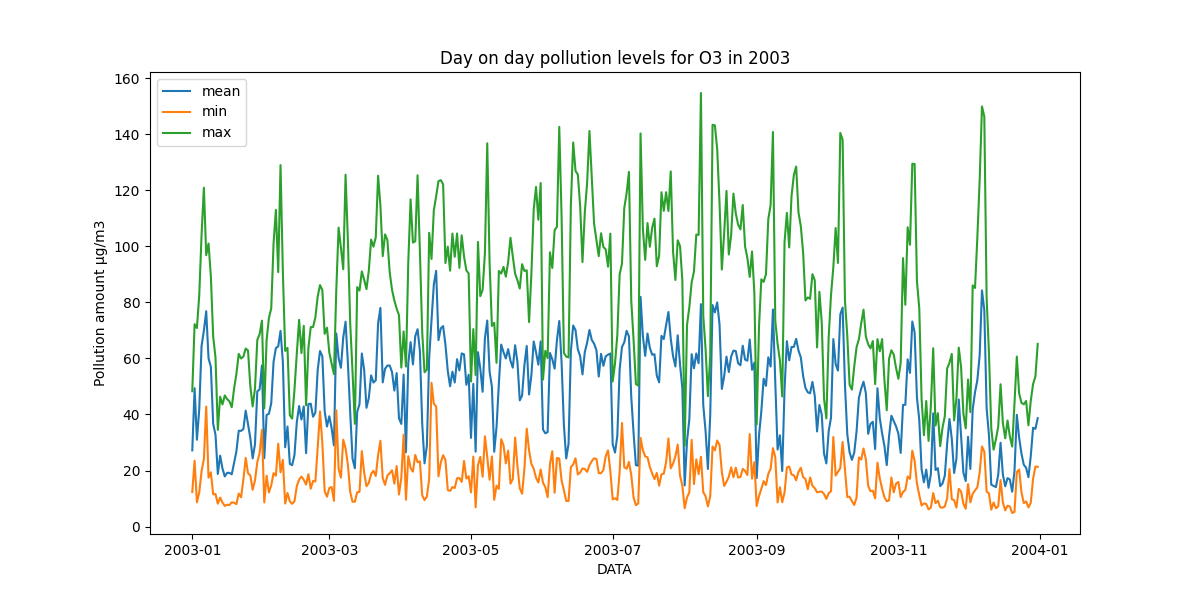 Day on day pollution levels for O3 in 2003
mean
min
max
Pollution amount µg/m3
160
140
120
100
80
60
40
20
0
2003-01
2003-03
2003-05
2003-07
2003-09
2003-11
2004-01
DATA